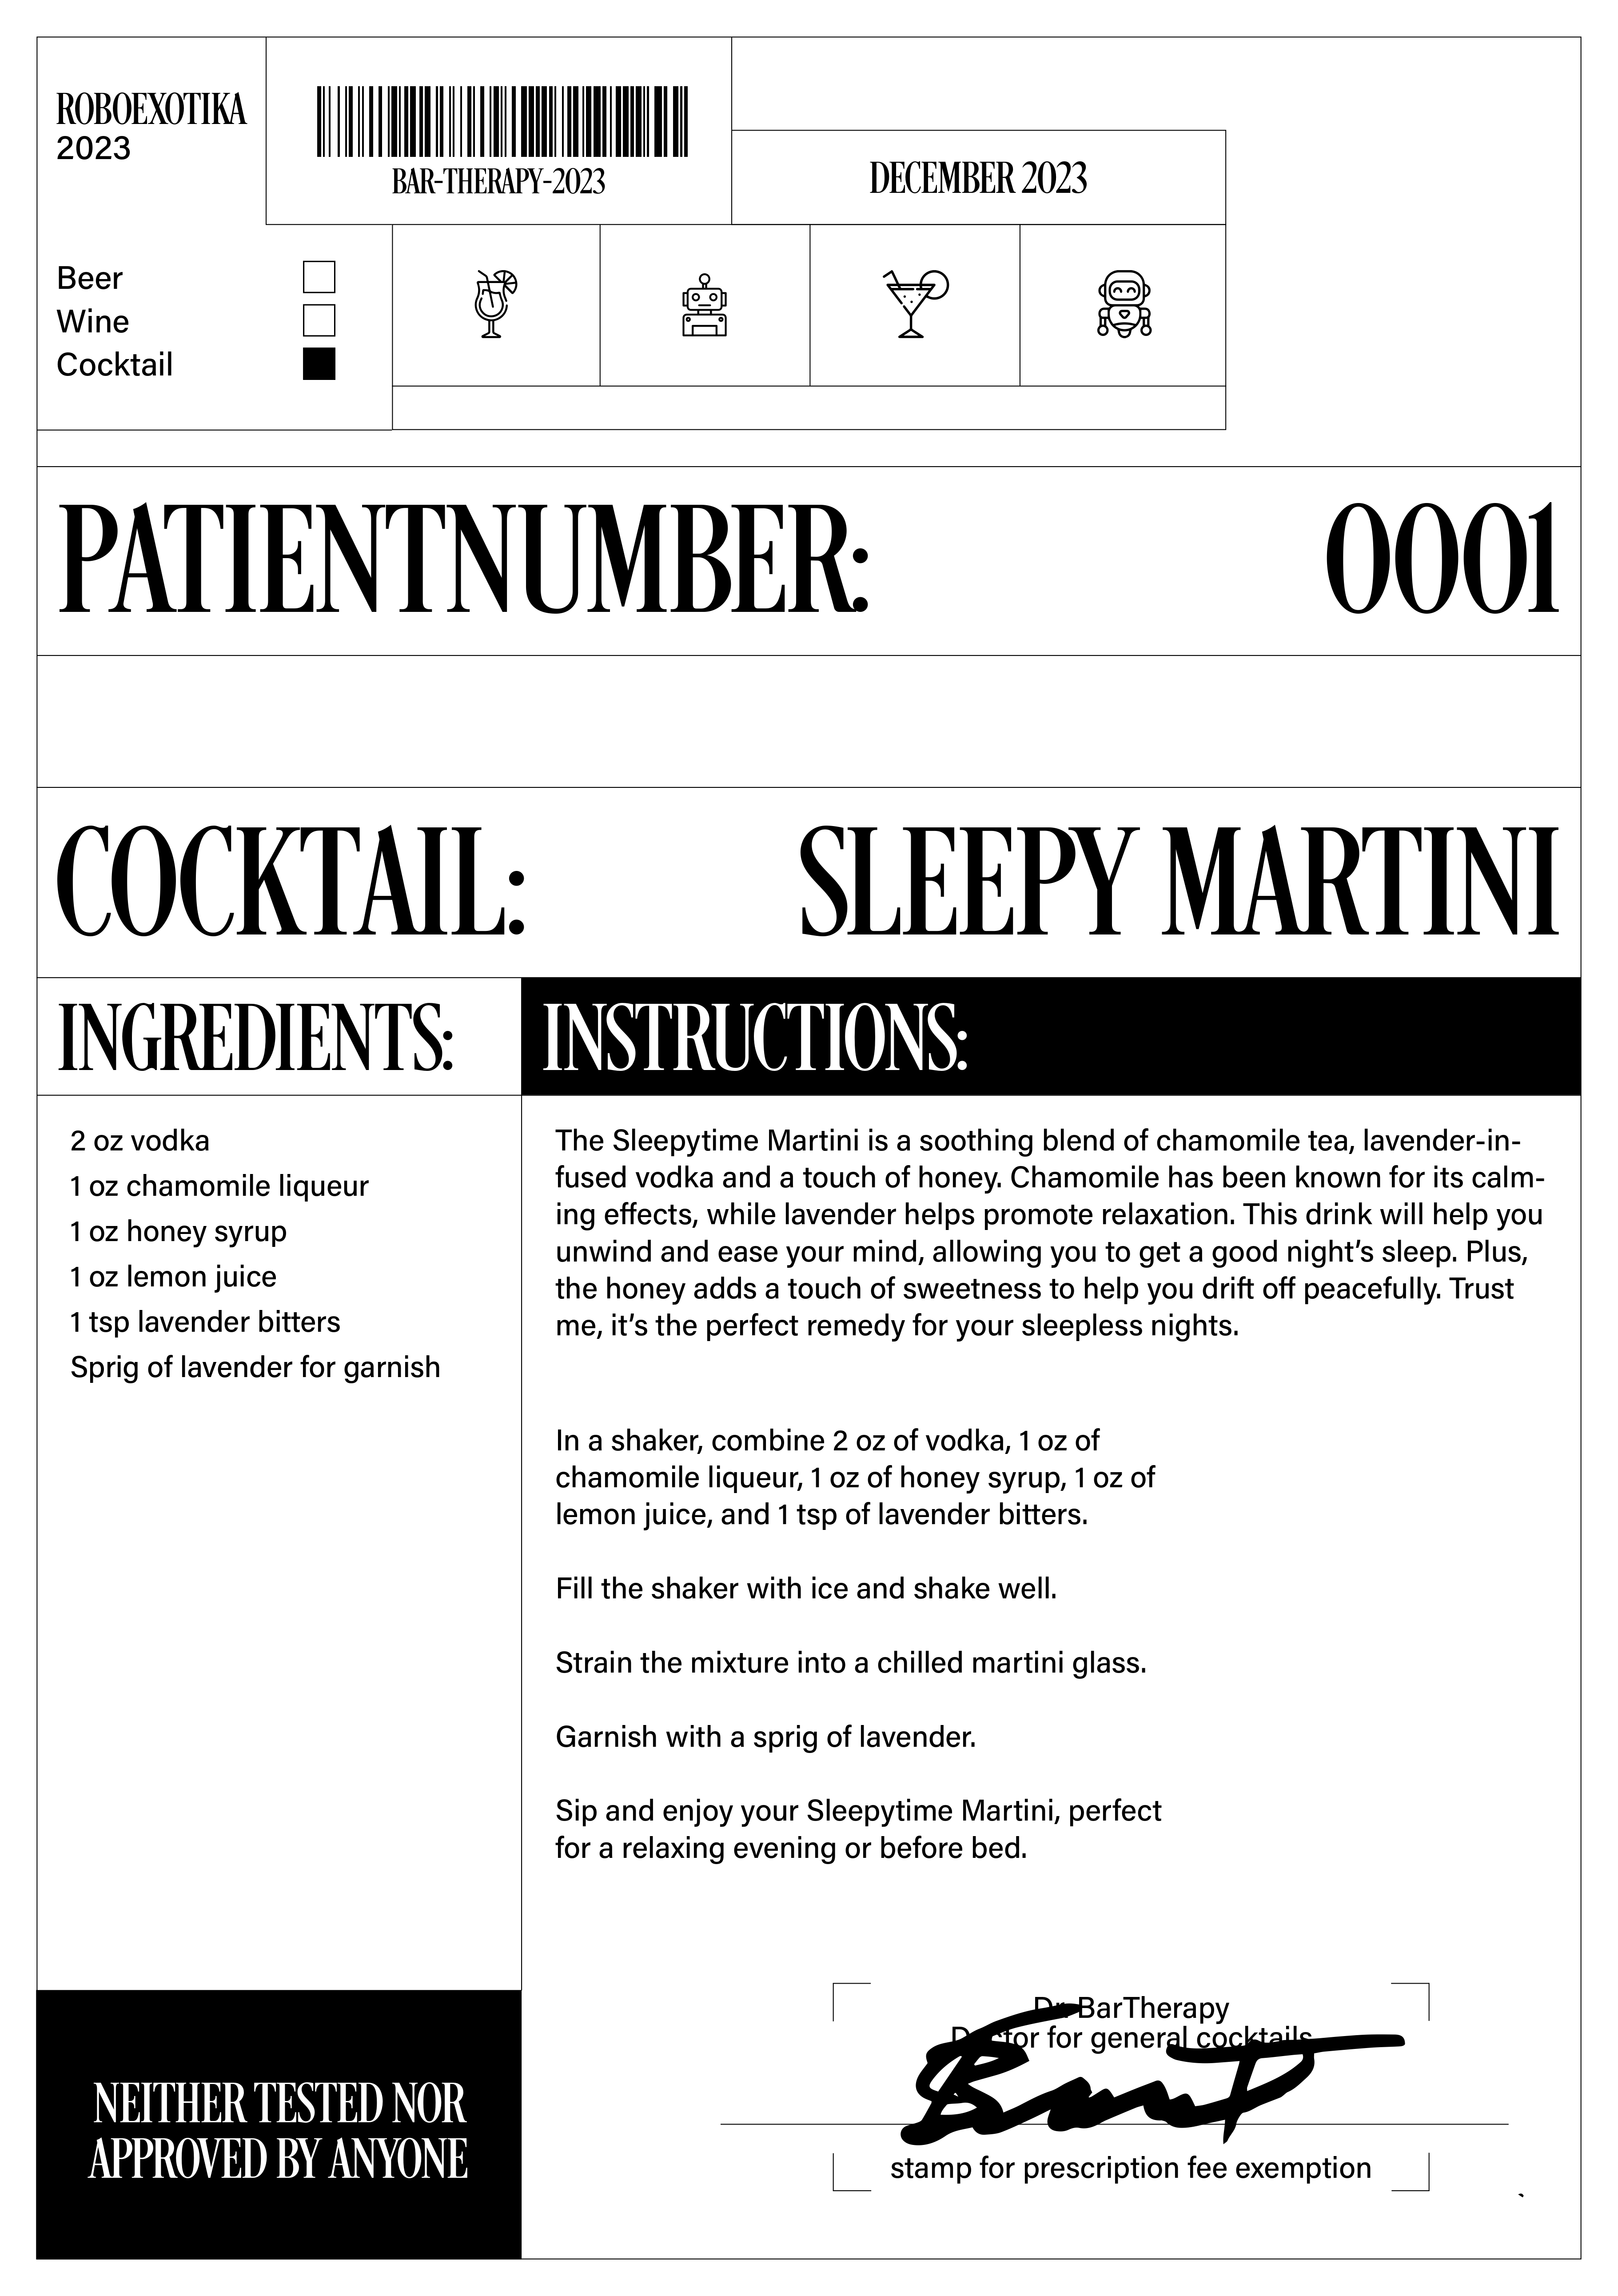 ROBOEXOTIKA
2023
BAR-THERAPY-2023
DECEMBER 2023
Beer
Wine
Cocktail
PATIENTNUMBER: 0001
COCKTAIL: SLEEPY MARTINI
INGREDIENTS:
2 oz vodka
1 oz chamomile liqueur
1 oz honey syrup
1 oz lemon juice
1 tsp lavender bitters
Sprig of lavender for garnish
INSTRUCTIONS:
The Sleepytime Martini is a soothing blend of chamomile tea, lavender-in-
fused vodka and a touch of honey. Chamomile has been known for its calm-
ing effects, while lavender helps promote relaxation. This drink will help you
unwind and ease your mind, allowing you to get a good night’s sleep. Plus,
the honey adds a touch of sweetness to help you drift off peacefully. Trust
me, it’s the perfect remedy for your sleepless nights.
In a shaker, combine 2 oz of vodka, 1 oz of
chamomile liqueur, 1 oz of honey syrup, 1 oz of
lemon juice, and 1 tsp of lavender bitters.
Fill the shaker with ice and shake well.
Strain the mixture into a chilled martini glass.
Garnish with a sprig of lavender.
Sip and enjoy your Sleepytime Martini, perfect
for a relaxing evening or before bed.
NEITHER TESTED NOR
APPROVED BY ANYONE
Dr. BarTherapy
Doctor for general cocktails
stamp for prescription fee exemption